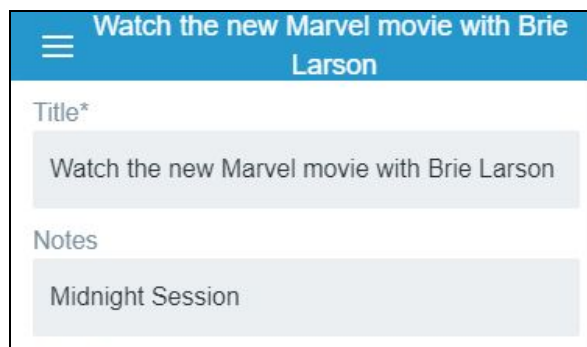 Watch the new Marvel movie with Brie
Larson
Title*
Watch the new Marvel movie with Brie Larson
Notes
Midnight Session